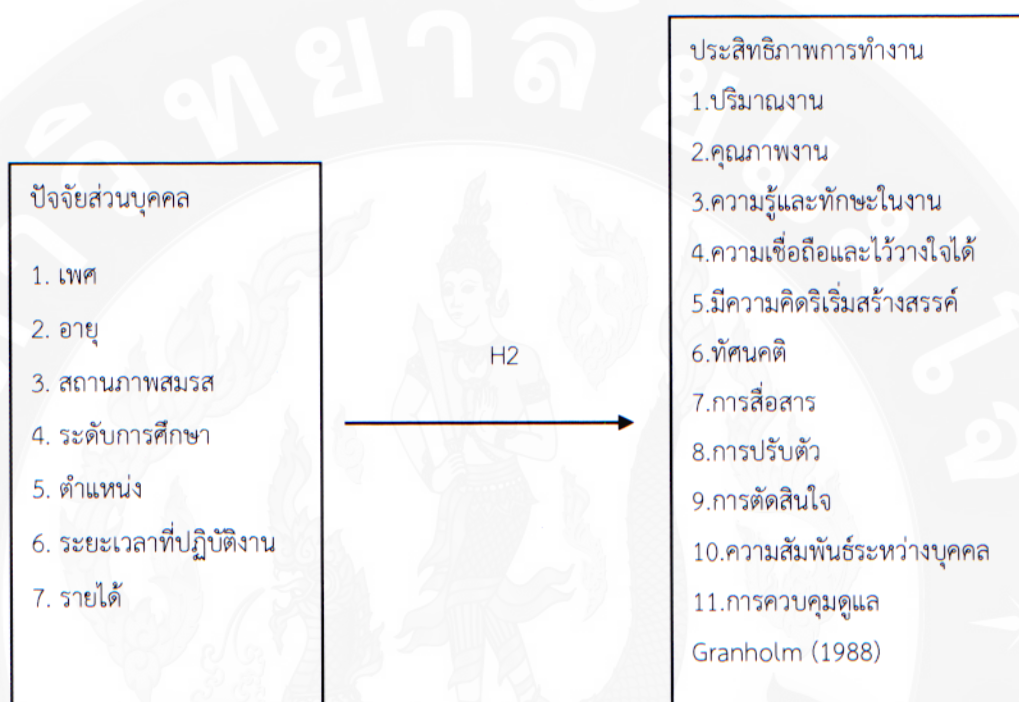 ปัจจัยส่วนบุคคล
1. เพศ
2. อายุ
3. สถานภาพสมรส
4. ระดับการศึกษา
5. ตำแหน่ง
6. ระยะเวลาที่ปฏิบัติงาน
7. รายได้
H2
ประสิทธิภาพการทำงาน
1.ปริมาณงาน
2.คุณภาพงาน
3.ความรู้และทักษะในงาน
4.ความเชื่อถือและไว้วางใจได้
5.มีความคิดริเริ่มสร้างสรรค์
6.ทัศนคติ
7.การสื่อสาร
8.การปรับตัว
9.การตัดสินใจ
10.ความสัมพันธ์ระหว่างบุคคล
11.การควบคุมดูแล
Granholm (1988)